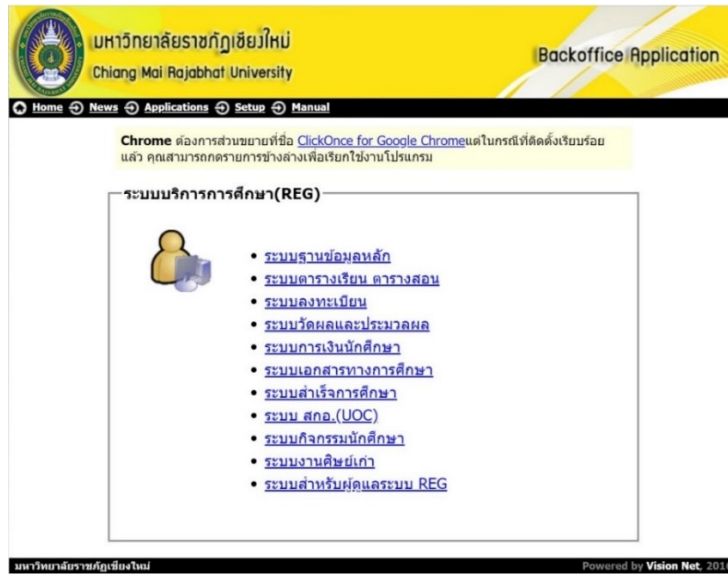 มหาวิทยาลัยราชภัฏเชียงใหม่
Chiang Mai Rajabhat University
Backoffice Application
Home News Applications Setup Manual
Chrome ต้องการส่วนขยายที่ชื่อ ClickOnce for Google Chromeแต่ในกรณีที่ติดตั้งเรียบร้อย
แล้ว คุณสามารถกดรายการข้างล่างเพื่อเรียกใช้งานโปรแกรม
ระบบบริการการศึกษา(REG)
ระบบฐานข้อมูลหลัก
ระบบตารางเรียน ตารางสอน
ระบบลงทะเบียน
ระบบวัดผลและประมวลผล
ระบบการเงินนักศึกษา
ระบบเอกสารทางการศึกษา
ระบบสำเร็จการศึกษา
ระบบ สกอ.(UOC)
ระบบกิจกรรมนักศึกษา
ระบบงานศิษย์เก่า
ระบบสำหรับผู้ดูแลระบบ REG
มหาวิทยาลัยราชภัฏเชียงใหม่
Powered by Vision Net,